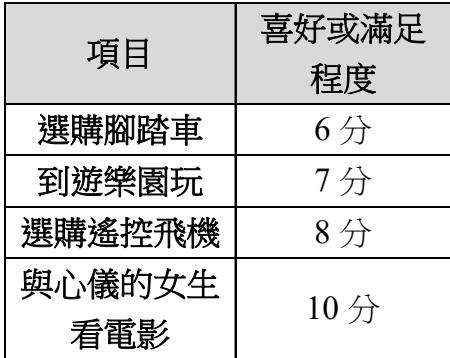 項目
喜好或滿足
程度
選購腳踏車
6 分
到遊樂園玩
7 分
選購遙控飛機
8 分
與心儀的女生
看電影
10 分